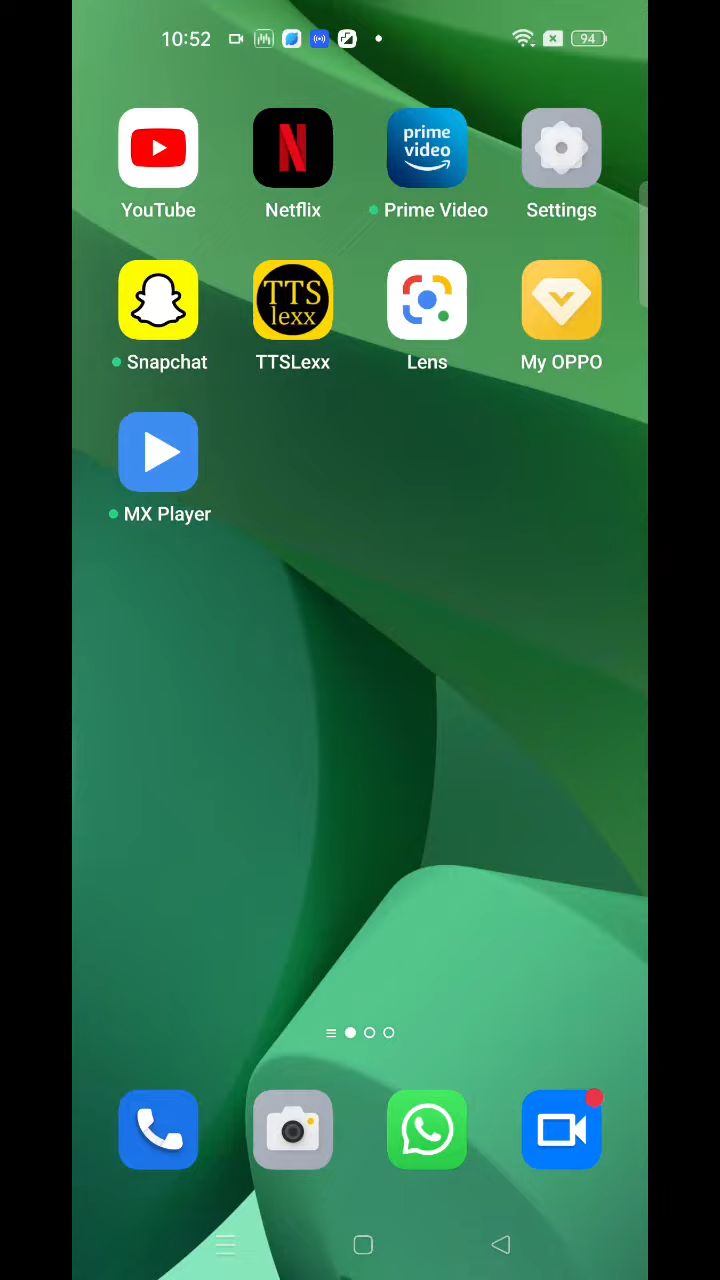 10:52
94
prime
video
YouTube
Netflix
Prime Video
Settings
TTS
lexx
Snapchat
TTSLexx
Lens
My OPPO
MX Player